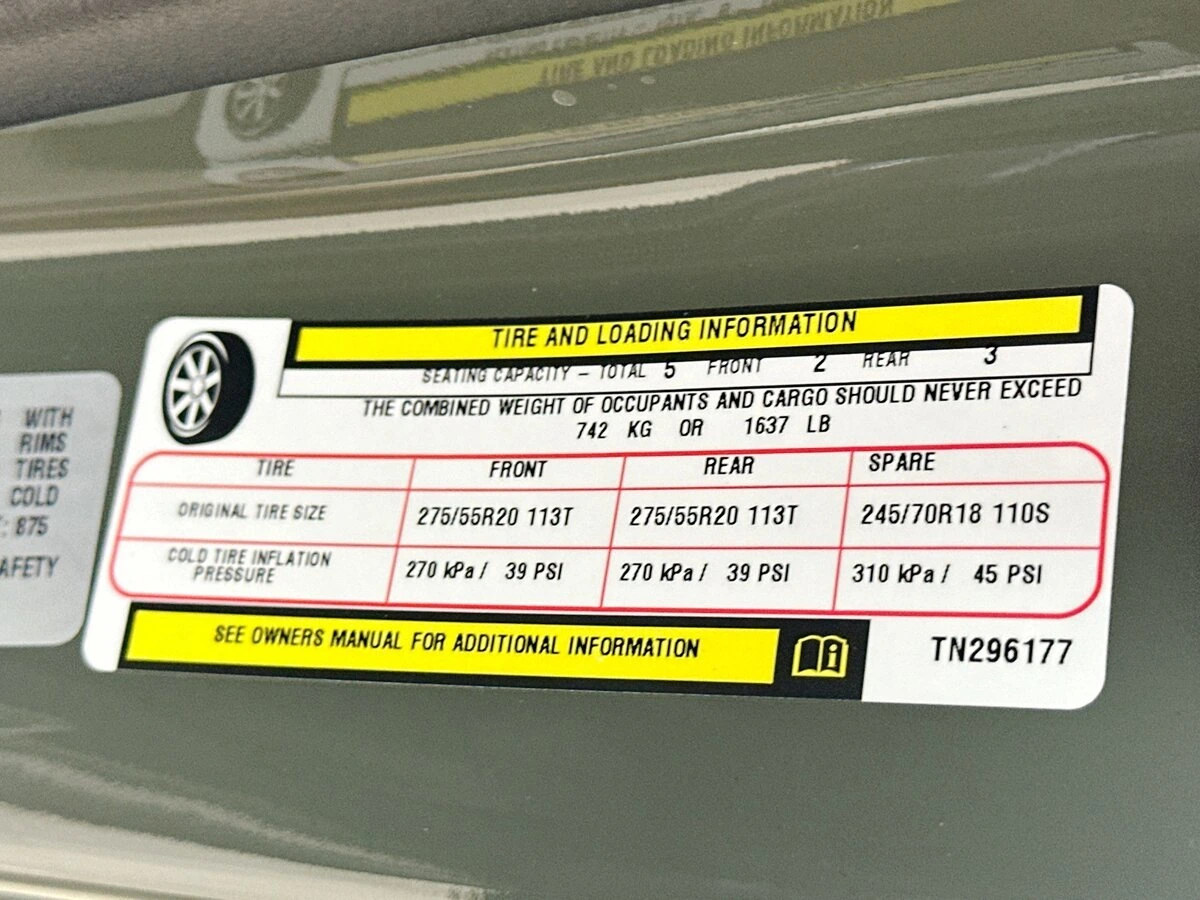 WITH
RIMS
TIRES
COLD
: 875
AFETY
TIRE AND LOADING INFORMATION
SEATING CAPACITY – TOTAL 5 FRONT 2 REAR 3
THE COMBINED WEIGHT OF OCCUPANTS AND CARGO SHOULD NEVER EXCEED
742 KG OR 1637 LB
TIRE FRONT REAR SPARE
ORIGINAL TIRE SIZE 275/55R20 113T 275/55R20 113T 245/70R18 110S
COLD TIRE INFLATION
PRESSURE 270 kPa / 39 PSI 270 kPa / 39 PSI 310 kPa / 45 PSI
SEE OWNERS MANUAL FOR ADDITIONAL INFORMATION
TN296177